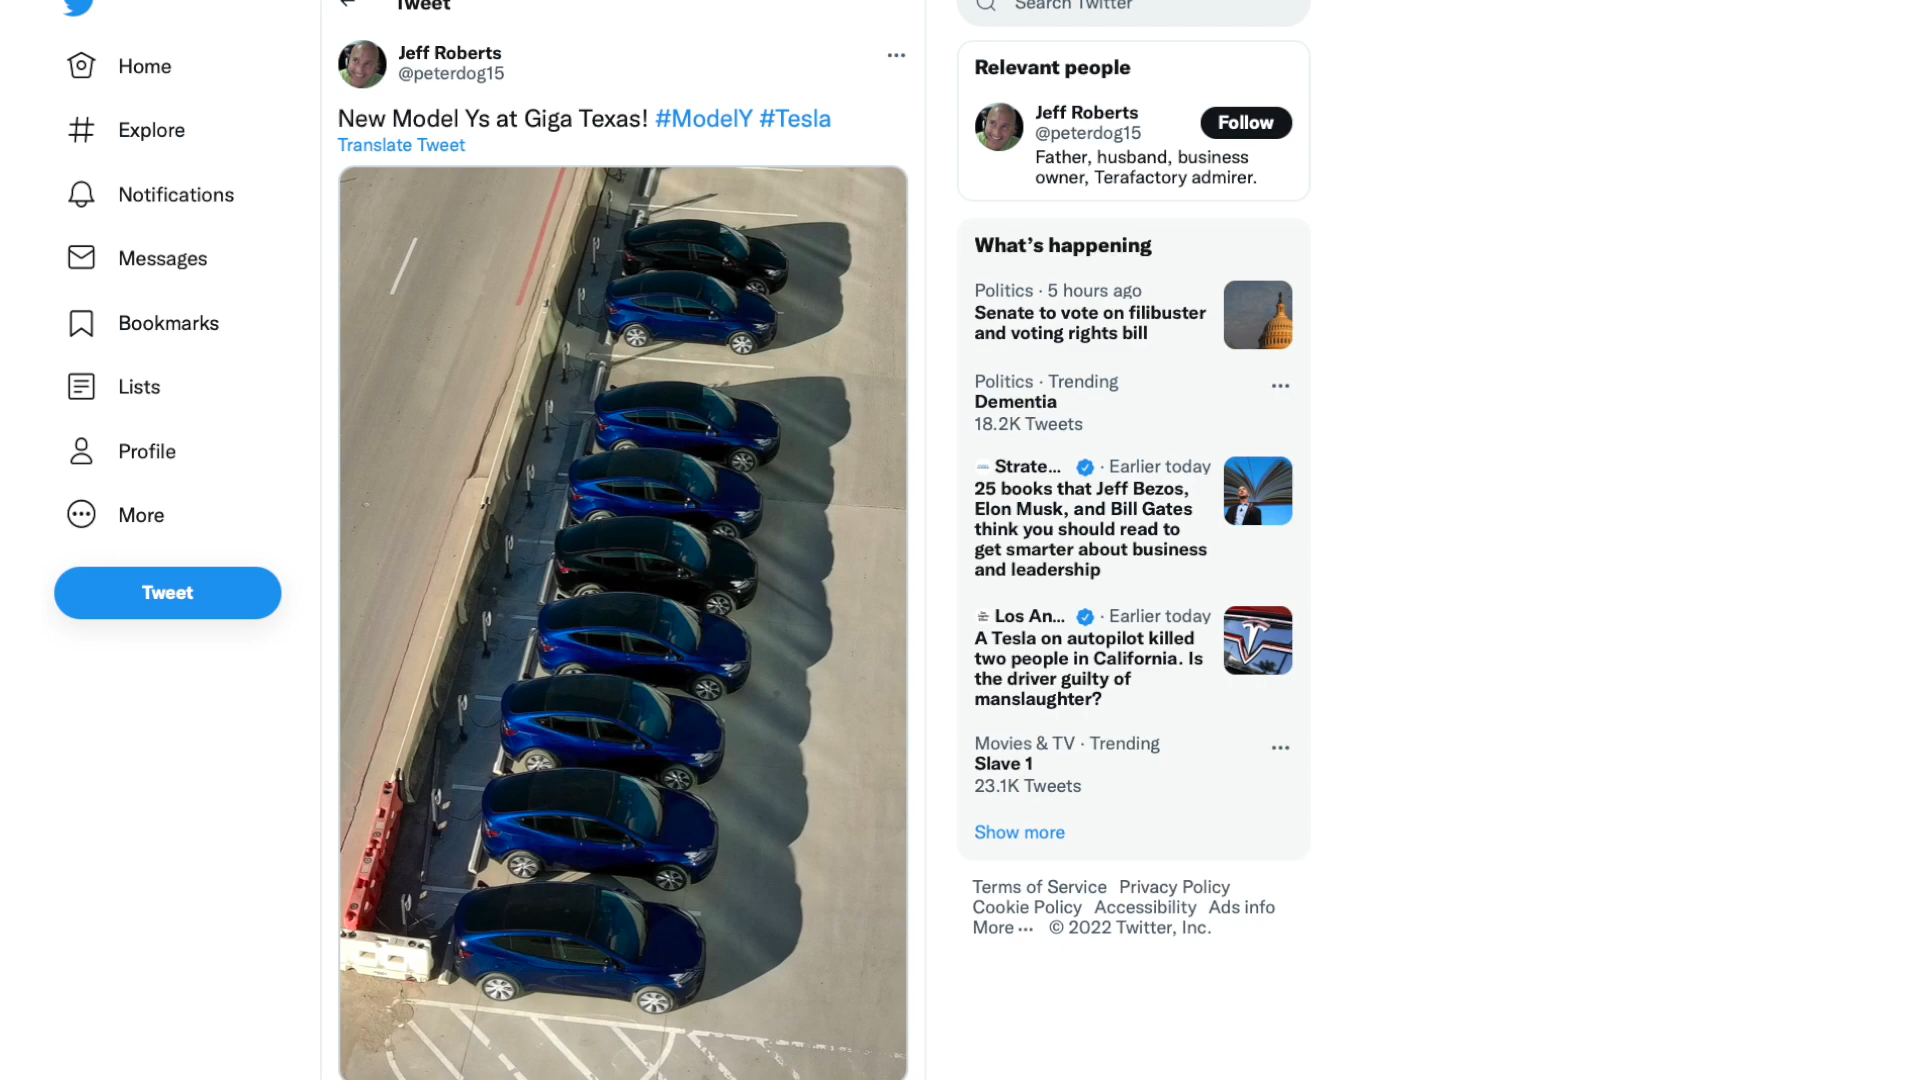 Tweet
Search Twitter
Home
Explore
Notifications
Messages
Bookmarks
Lists
Profile
More
Tweet
Jeff Roberts
@peterdog15
New Model Ys at Giga Texas! #ModelY #Tesla
Translate Tweet
Relevant people
Jeff Roberts
@peterdog15
Follow
Father, husband, business
owner, Terafactory admirer.
What's happening
Politics · 5 hours ago
Senate to vote on filibuster
and voting rights bill
Politics · Trending
Dementia
18.2K Tweets
Strate... · Earlier today
25 books that Jeff Bezos,
Elon Musk, and Bill Gates
think you should read to
get smarter about business
and leadership
Los An... · Earlier today
A Tesla on autopilot killed
two people in California. Is
the driver guilty of
manslaughter?
Movies & TV · Trending
Slave 1
23.1K Tweets
Show more
Terms of Service Privacy Policy
Cookie Policy Accessibility Ads info
More ··· © 2022 Twitter, Inc.